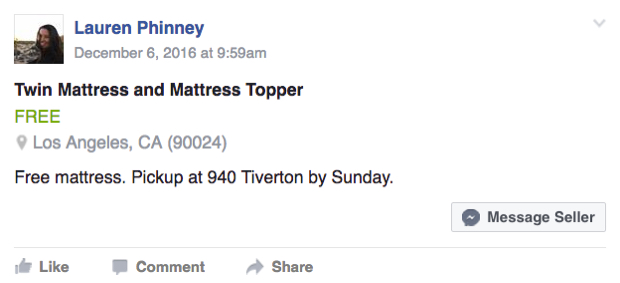 Lauren Phinney
December 6, 2016 at 9:59am
Twin Mattress and Mattress Topper
FREE
Los Angeles, CA (90024)
Free mattress. Pickup at 940 Tiverton by Sunday.
Message Seller
Like Comment Share